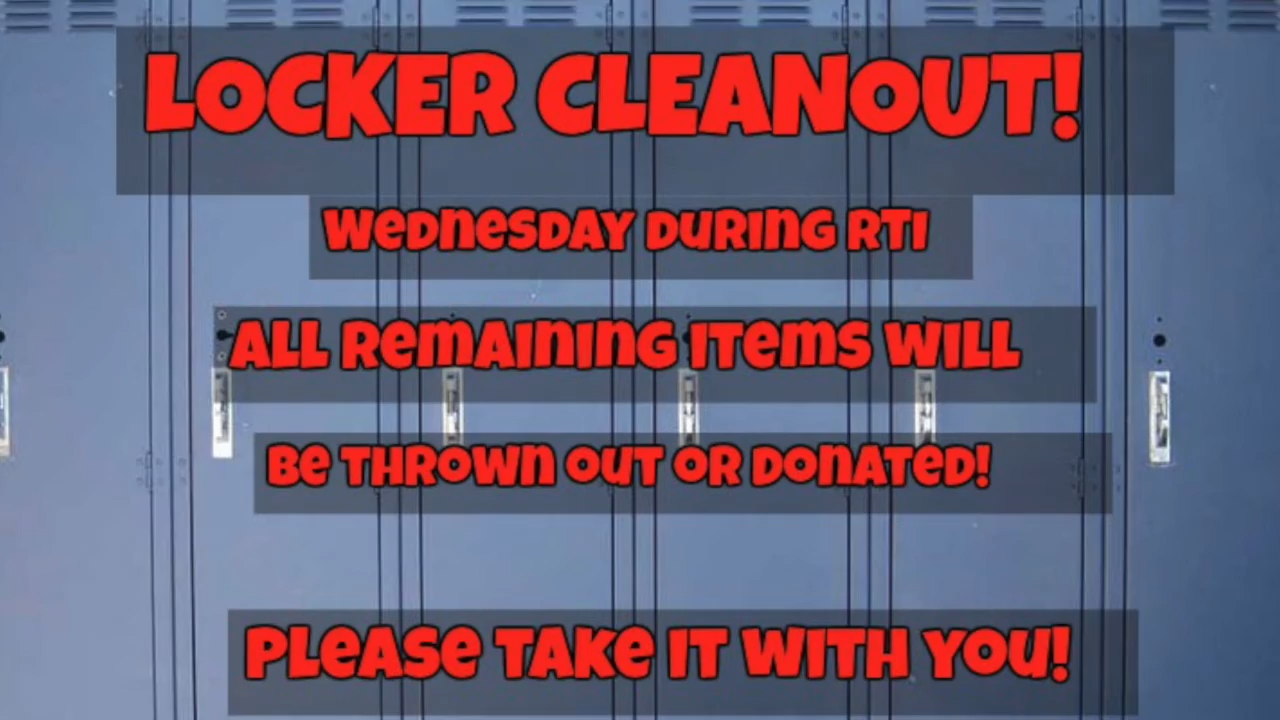 LOCKER CLEANOUT!
WEDNESDAY DURING RTI
ALL REMAINING ITEMS WILL
BE THROWN OUT OR DONATED!
PLEASE TAKE IT WITH YOU!